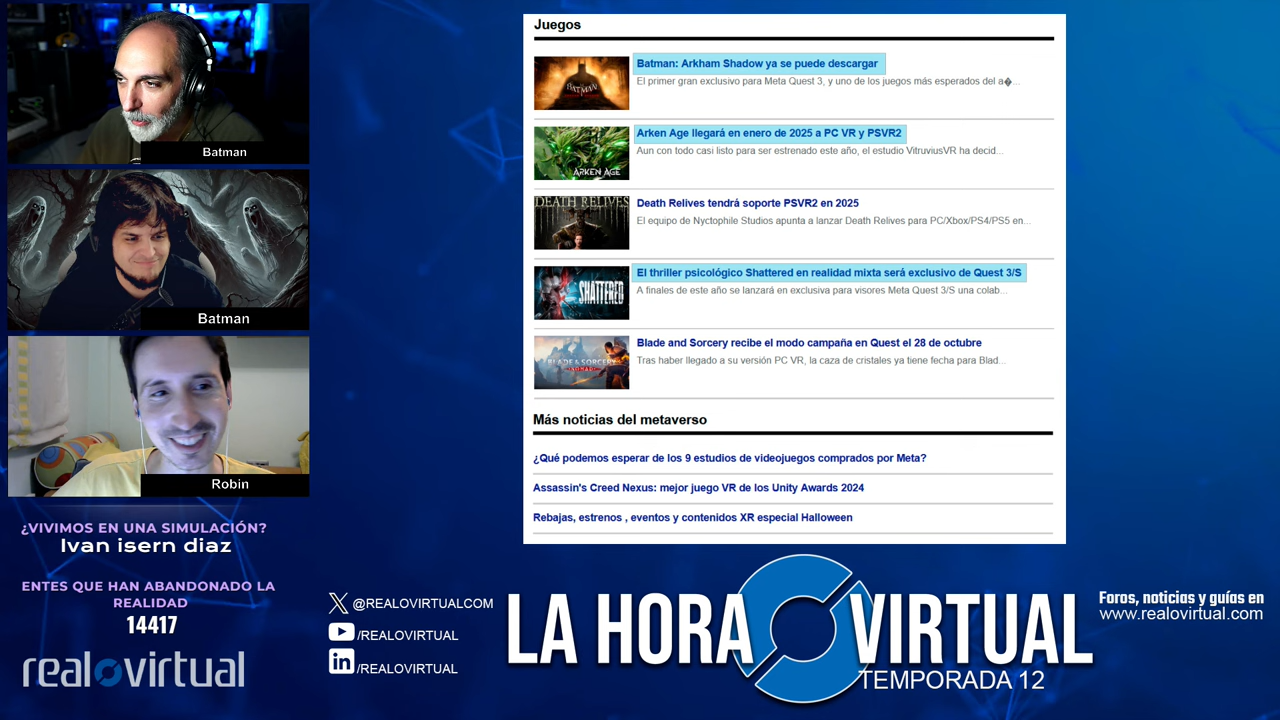 Batman
Batman
Robin
¿VIVIMOS EN UNA SIMULACIÓN?
Ivan isern diaz
ENTES QUE HAN ABANDONADO LA
REALIDAD
14417
realovirtual
Juegos
BATMAN
Batman: Arkham Shadow ya se puede descargar
El primer gran exclusivo para Meta Quest 3, y uno de los juegos más esperados del a�...
ARKEN AGE
Arken Age llegará en enero de 2025 a PC VR y PSVR2
Aun con todo casi listo para ser estrenado este año, el estudio VitruviusVR ha decid...
DEATH RELIVES
Death Relives tendrá soporte PSVR2 en 2025
El equipo de Nyctophile Studios apunta a lanzar Death Relives para PC/Xbox/PS4/PS5 en...
SHATTERED
El thriller psicológico Shattered en realidad mixta será exclusivo de Quest 3/S
A finales de este año se lanzará en exclusiva para visores Meta Quest 3/S una colab...
BLADE & SORCERY
NOMAD
Blade and Sorcery recibe el modo campaña en Quest el 28 de octubre
Tras haber llegado a su versión PC VR, la caza de cristales ya tiene fecha para Blad...
Más noticias del metaverso
¿Qué podemos esperar de los 9 estudios de videojuegos comprados por Meta?
Assassin's Creed Nexus: mejor juego VR de los Unity Awards 2024
Rebajas, estrenos , eventos y contenidos XR especial Halloween
@REALOVIRTUALCOM
/REALOVIRTUAL
/REALOVIRTUAL
LA HORA VIRTUAL
TEMPORADA 12
Foros, noticias y guías en
www.realovirtual.com